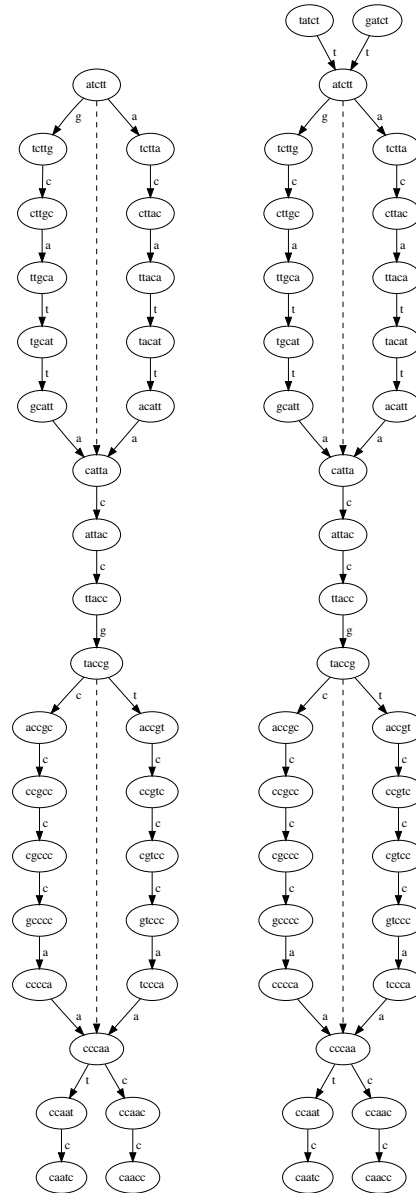 tatct gatct
t t
atctt atctt
g a g a
tcttg tctta tcttg tctta
c c c c
cttgc cttac cttgc cttac
a a a a
ttgca ttaca ttgca ttaca
t t t t
tgcat tacat tgcat tacat
t t t t
gcatt acatt gcatt acatt
a a a a
catta catta
c c
attac attac
c c
ttacc ttacc
g g
taccg taccg
c t c t
accgc accgt accgc accgt
c c c c
ccgcc ccgtc ccgcc ccgtc
c c c c
cgccc cgtcc cgccc cgtcc
c c c c
gcccc gtccc gcccc gtccc
a a a a
cccca tccca cccca tccca
a a a a
cccaa cccaa
t c t c
ccaat ccaac ccaat ccaac
c c c c
caatc caacc caatc caacc